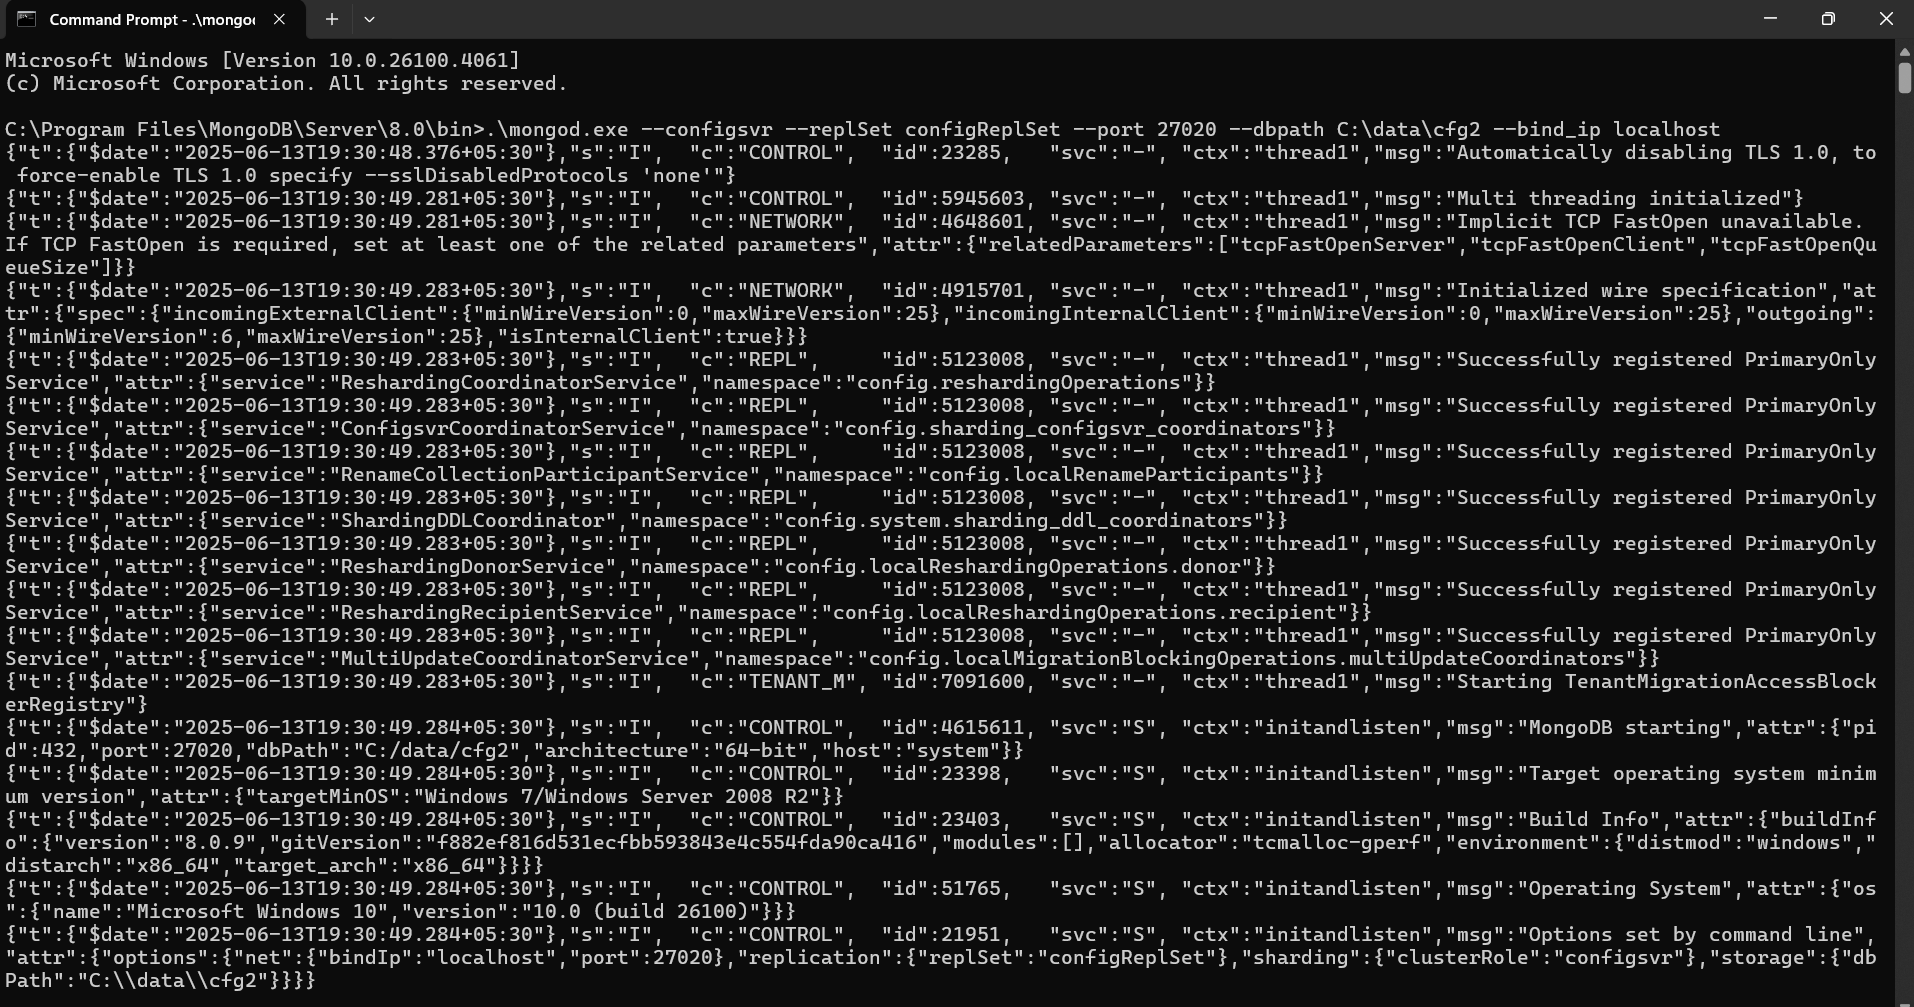 Command Prompt - .\mongo
Microsoft Windows [Version 10.0.26100.4061]
(c) Microsoft Corporation. All rights reserved.
C:\Program Files\MongoDB\Server\8.0\bin>.\mongod.exe --configsvr --replSet configReplSet --port 27020 --dbpath C:\data\cfg2 --bind_ip localhost
{"t":{"$date":"2025-06-13T19:30:48.376+05:30"},"s":"I",  "c":"CONTROL",  "id":23285,   "svc":"-", "ctx":"thread1","msg":"Automatically disabling TLS 1.0, to
 force-enable TLS 1.0 specify --sslDisabledProtocols 'none'"}
{"t":{"$date":"2025-06-13T19:30:49.281+05:30"},"s":"I",  "c":"CONTROL",  "id":5945603, "svc":"-", "ctx":"thread1","msg":"Multi threading initialized"}
{"t":{"$date":"2025-06-13T19:30:49.281+05:30"},"s":"I",  "c":"NETWORK",  "id":4648601, "svc":"-", "ctx":"thread1","msg":"Implicit TCP FastOpen unavailable.
If TCP FastOpen is required, set at least one of the related parameters","attr":{"relatedParameters":["tcpFastOpenServer","tcpFastOpenClient","tcpFastOpenQu
eueSize"]}}
{"t":{"$date":"2025-06-13T19:30:49.283+05:30"},"s":"I",  "c":"NETWORK",  "id":4915701, "svc":"-", "ctx":"thread1","msg":"Initialized wire specification","at
tr":{"spec":{"incomingExternalClient":{"minWireVersion":0,"maxWireVersion":25},"incomingInternalClient":{"minWireVersion":0,"maxWireVersion":25},"outgoing":
{"minWireVersion":6,"maxWireVersion":25},"isInternalClient":true}}}
{"t":{"$date":"2025-06-13T19:30:49.283+05:30"},"s":"I",  "c":"REPL",     "id":5123008, "svc":"-", "ctx":"thread1","msg":"Successfully registered PrimaryOnly
Service","attr":{"service":"ReshardingCoordinatorService","namespace":"config.reshardingOperations"}}
{"t":{"$date":"2025-06-13T19:30:49.283+05:30"},"s":"I",  "c":"REPL",     "id":5123008, "svc":"-", "ctx":"thread1","msg":"Successfully registered PrimaryOnly
Service","attr":{"service":"ConfigsvrCoordinatorService","namespace":"config.sharding_configsvr_coordinators"}}
{"t":{"$date":"2025-06-13T19:30:49.283+05:30"},"s":"I",  "c":"REPL",     "id":5123008, "svc":"-", "ctx":"thread1","msg":"Successfully registered PrimaryOnly
Service","attr":{"service":"RenameCollectionParticipantService","namespace":"config.localRenameParticipants"}}
{"t":{"$date":"2025-06-13T19:30:49.283+05:30"},"s":"I",  "c":"REPL",     "id":5123008, "svc":"-", "ctx":"thread1","msg":"Successfully registered PrimaryOnly
Service","attr":{"service":"ShardingDDLCoordinator","namespace":"config.system.sharding_ddl_coordinators"}}
{"t":{"$date":"2025-06-13T19:30:49.283+05:30"},"s":"I",  "c":"REPL",     "id":5123008, "svc":"-", "ctx":"thread1","msg":"Successfully registered PrimaryOnly
Service","attr":{"service":"ReshardingDonorService","namespace":"config.localReshardingOperations.donor"}}
{"t":{"$date":"2025-06-13T19:30:49.283+05:30"},"s":"I",  "c":"REPL",     "id":5123008, "svc":"-", "ctx":"thread1","msg":"Successfully registered PrimaryOnly
Service","attr":{"service":"ReshardingRecipientService","namespace":"config.localReshardingOperations.recipient"}}
{"t":{"$date":"2025-06-13T19:30:49.283+05:30"},"s":"I",  "c":"REPL",     "id":5123008, "svc":"-", "ctx":"thread1","msg":"Successfully registered PrimaryOnly
Service","attr":{"service":"MultiUpdateCoordinatorService","namespace":"config.localMigrationBlockingOperations.multiUpdateCoordinators"}}
{"t":{"$date":"2025-06-13T19:30:49.283+05:30"},"s":"I",  "c":"TENANT_M", "id":7091600, "svc":"-", "ctx":"thread1","msg":"Starting TenantMigrationAccessBlock
erRegistry"}
{"t":{"$date":"2025-06-13T19:30:49.284+05:30"},"s":"I",  "c":"CONTROL",  "id":4615611, "svc":"S", "ctx":"initandlisten","msg":"MongoDB starting","attr":{"pi
d":432,"port":27020,"dbPath":"C:/data/cfg2","architecture":"64-bit","host":"system"}}
{"t":{"$date":"2025-06-13T19:30:49.284+05:30"},"s":"I",  "c":"CONTROL",  "id":23398,   "svc":"S", "ctx":"initandlisten","msg":"Target operating system minim
um version","attr":{"targetMinOS":"Windows 7/Windows Server 2008 R2"}}
{"t":{"$date":"2025-06-13T19:30:49.284+05:30"},"s":"I",  "c":"CONTROL",  "id":23403,   "svc":"S", "ctx":"initandlisten","msg":"Build Info","attr":{"buildInf
o":{"version":"8.0.9","gitVersion":"f882ef816d531ecfbb593843e4c554fda90ca416","modules":[],"allocator":"tcmalloc-gperf","environment":{"distmod":"windows","
distarch":"x86_64","target_arch":"x86_64"}}}}
{"t":{"$date":"2025-06-13T19:30:49.284+05:30"},"s":"I",  "c":"CONTROL",  "id":51765,   "svc":"S", "ctx":"initandlisten","msg":"Operating System","attr":{"os
":{"name":"Microsoft Windows 10","version":"10.0 (build 26100)"}}}
{"t":{"$date":"2025-06-13T19:30:49.284+05:30"},"s":"I",  "c":"CONTROL",  "id":21951,   "svc":"S", "ctx":"initandlisten","msg":"Options set by command line",
"attr":{"options":{"net":{"bindIp":"localhost","port":27020},"replication":{"replSet":"configReplSet"},"sharding":{"clusterRole":"configsvr"},"storage":{"db
Path":"C:\\data\\cfg2"}}}}